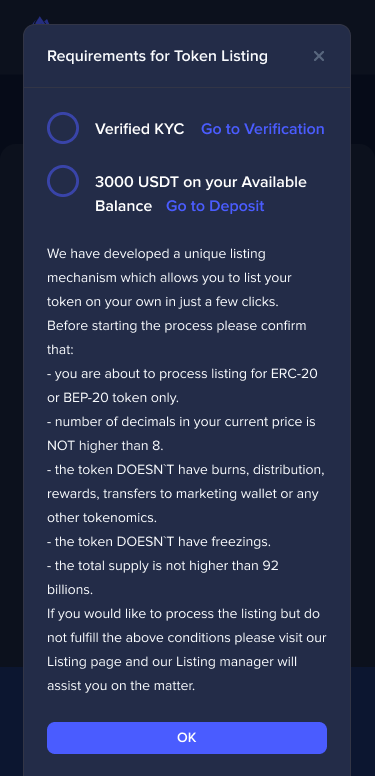 Requirements for Token Listing
Verified KYC Go to Verification
3000 USDT on your Available
Balance Go to Deposit
We have developed a unique listing
mechanism which allows you to list your
token on your own in just a few clicks.
Before starting the process please confirm
that:
- you are about to process listing for ERC-20
or BEP-20 token only.
- number of decimals in your current price is
NOT higher than 8.
- the token DOESN`T have burns, distribution,
rewards, transfers to marketing wallet or any
other tokenomics.
- the token DOESN`T have freezings.
- the total supply is not higher than 92
billions.
If you would like to process the listing but do
not fulfill the above conditions please visit our
Listing page and our Listing manager will
assist you on the matter.
OK